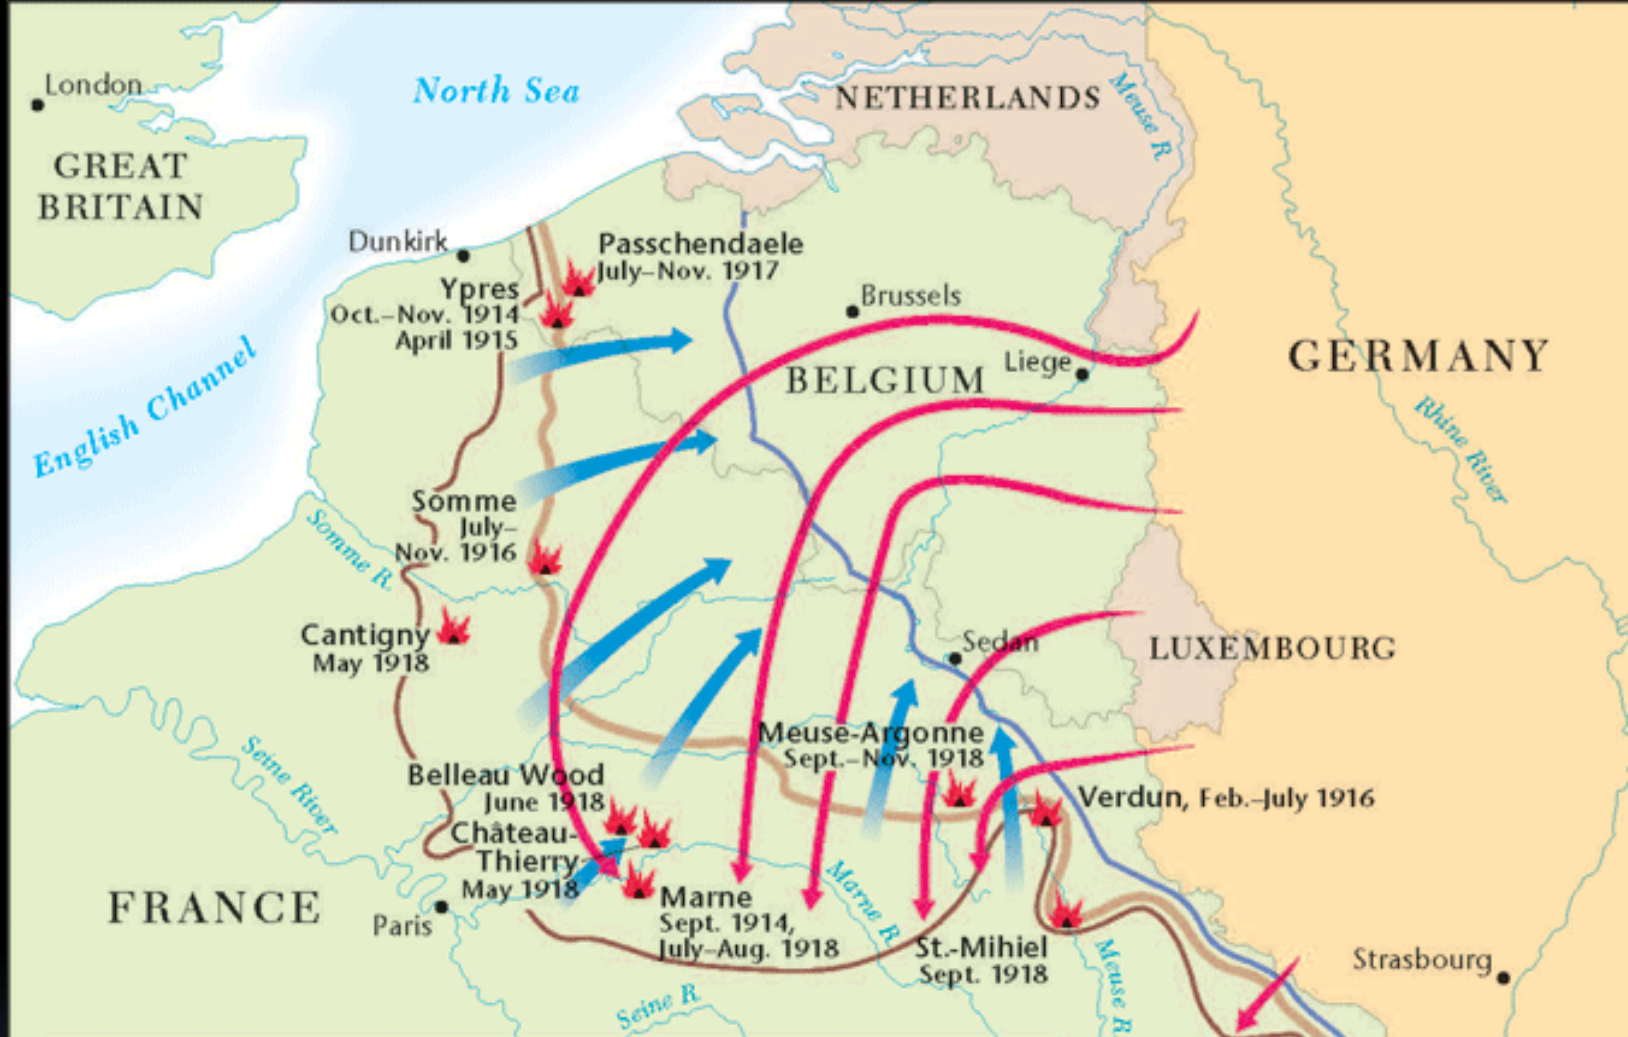 London
North Sea
NETHERLANDS
Meuse R
GREAT
BRITAIN
Dunkirk
Passchendaele
July–Nov. 1917
Ypres
Oct.–Nov. 1914
April 1915
Brussels
English Channel
BELGIUM
Liege
GERMANY
Rhine River
Somme
July–
Nov. 1916
Somme R.
Cantigny
May 1918
Sedan
LUXEMBOURG
Meuse-Argonne
Sept.–Nov. 1918
Seine River
Belleau Wood
June 1918
Verdun, Feb.–July 1916
Château-
Thierry
May 1918
FRANCE
Paris
Marne
Sept. 1914,
July–Aug. 1918
Marne R.
St.-Mihiel
Sept. 1918
Meuse R
Strasbourg
Seine R